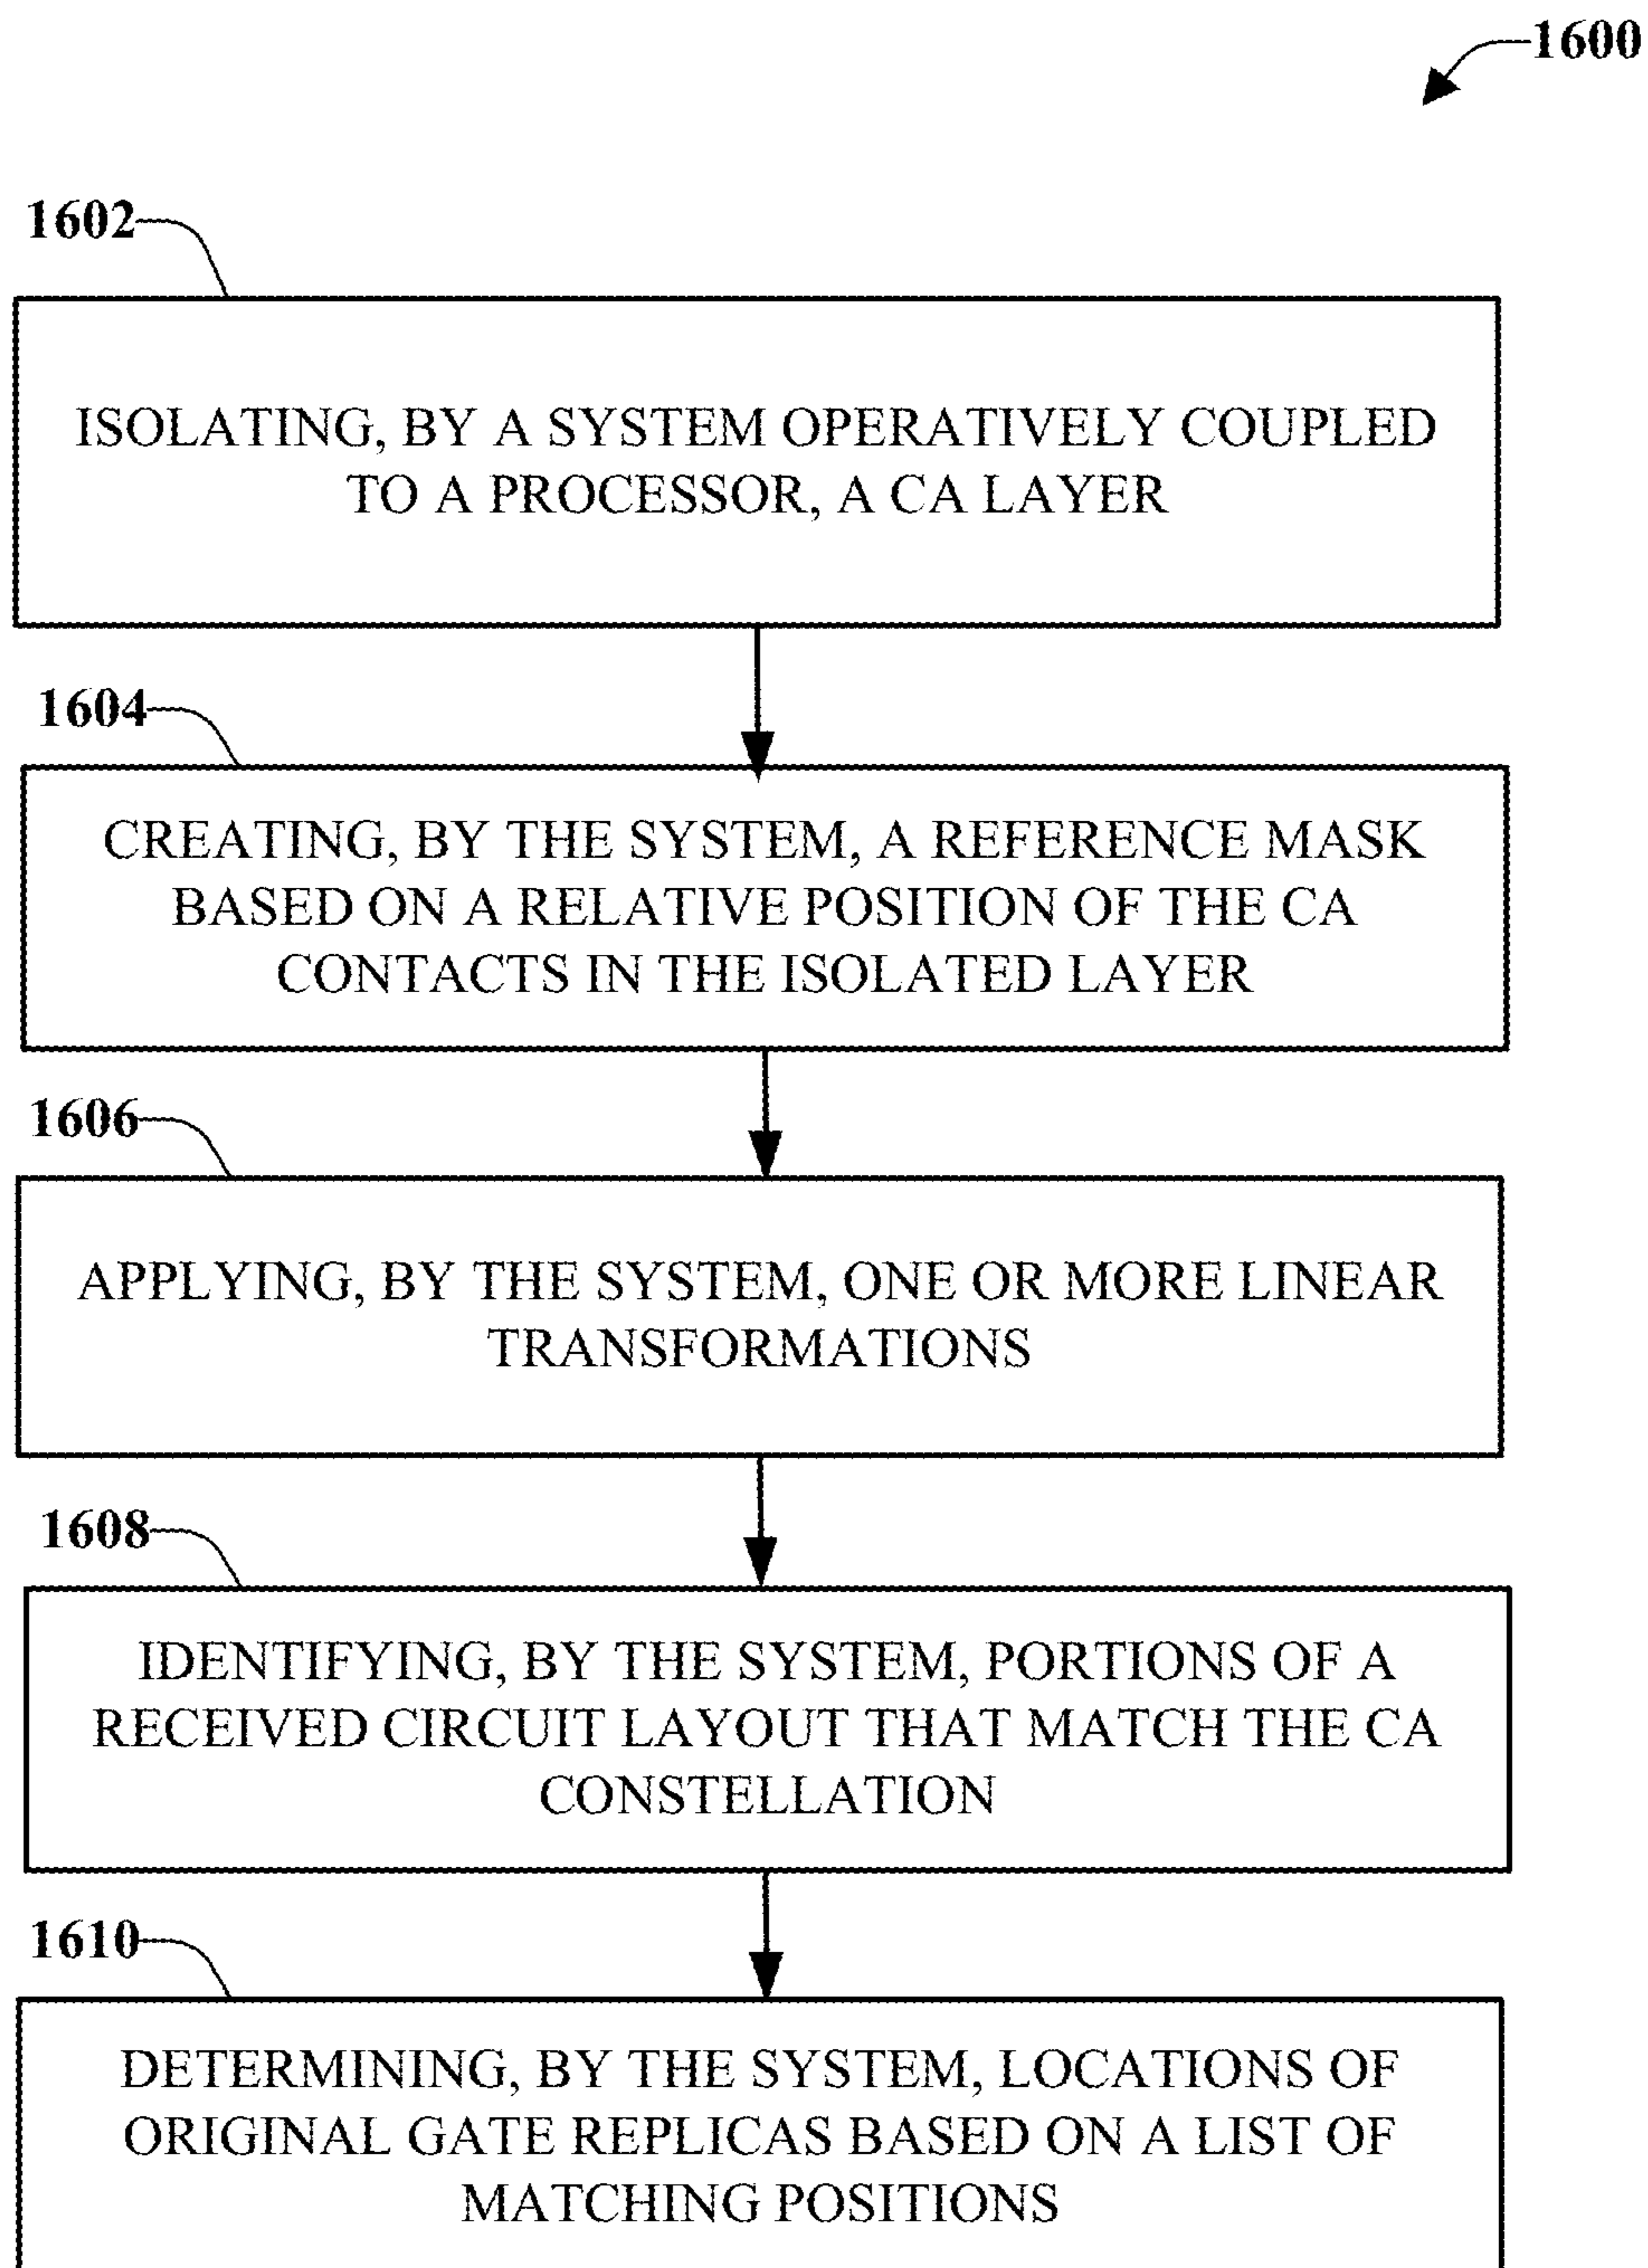 1600
1602
ISOLATING, BY A SYSTEM OPERATIVELY COUPLED
TO A PROCESSOR, A CA LAYER
1604
CREATING, BY THE SYSTEM, A REFERENCE MASK
BASED ON A RELATIVE POSITION OF THE CA
CONTACTS IN THE ISOLATED LAYER
1606
APPLYING, BY THE SYSTEM, ONE OR MORE LINEAR
TRANSFORMATIONS
1608
IDENTIFYING, BY THE SYSTEM, PORTIONS OF A
RECEIVED CIRCUIT LAYOUT THAT MATCH THE CA
CONSTELLATION
1610
DETERMINING, BY THE SYSTEM, LOCATIONS OF
ORIGINAL GATE REPLICAS BASED ON A LIST OF
MATCHING POSITIONS